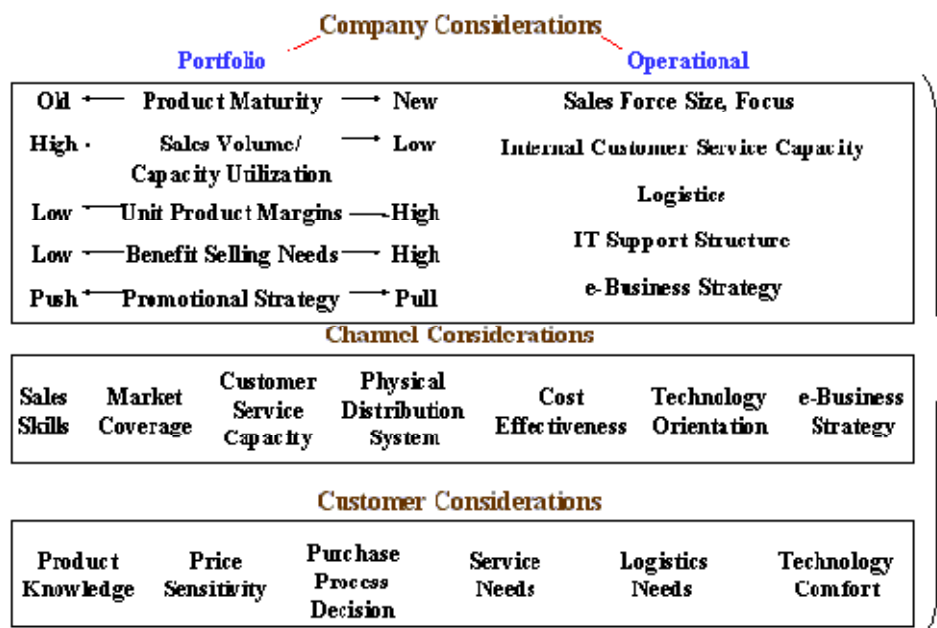 Company Considerations
Portfolio Operational
Old Product Maturity New
High Sales Volume/ Low
Capacity Utilization
Low Unit Product Margins High
Low Benefit Selling Needs High
Push Promotional Strategy Pull
Sales Force Size, Focus
Internal Customer Service Capacity
Logistics
IT Support Structure
e-Business Strategy
Channel Considerations
Sales
Skills
Market
Coverage
Customer
Service
Capacity
Physical
Distribution
System
Cost
Effectiveness
Technology
Orientation
e-Business
Strategy
Customer Considerations
Product
Knowledge
Price
Sensitivity
Purchase
Process
Decision
Service
Needs
Logistics
Needs
Technology
Comfort